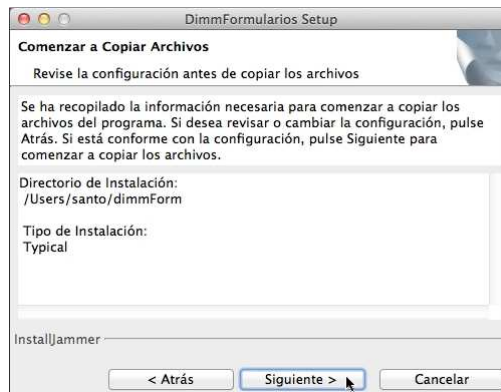 DimmFormularios Setup
Comenzar a Copiar Archivos
Revise la configuración antes de copiar los archivos
Se ha recopilado la información necesaria para comenzar a copiar los
archivos del programa. Si desea revisar o cambiar la configuración, pulse
Atrás. Si está conforme con la configuración, pulse Siguiente para
comenzar a copiar los archivos.
Directorio de Instalación:
/Users/santo/dimmForm
Tipo de Instalación:
Typical
InstallJammer
< Atrás
Siguiente >
Cancelar